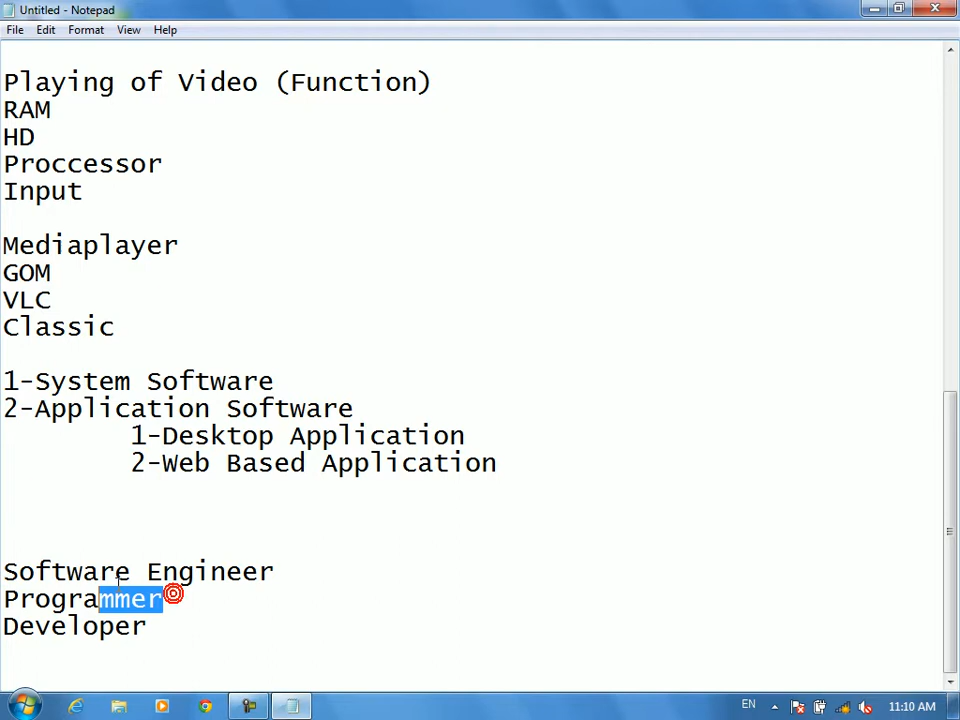 Untitled - Notepad
File Edit Format View Help
Playing of Video (Function)
RAM
HD
Proccessor
Input
Mediaplayer
GOM
VLC
Classic
1-System Software
2-Application Software
1-Desktop Application
2-Web Based Application
Software Engineer
Programmer
Developer
EN 11:10 AM